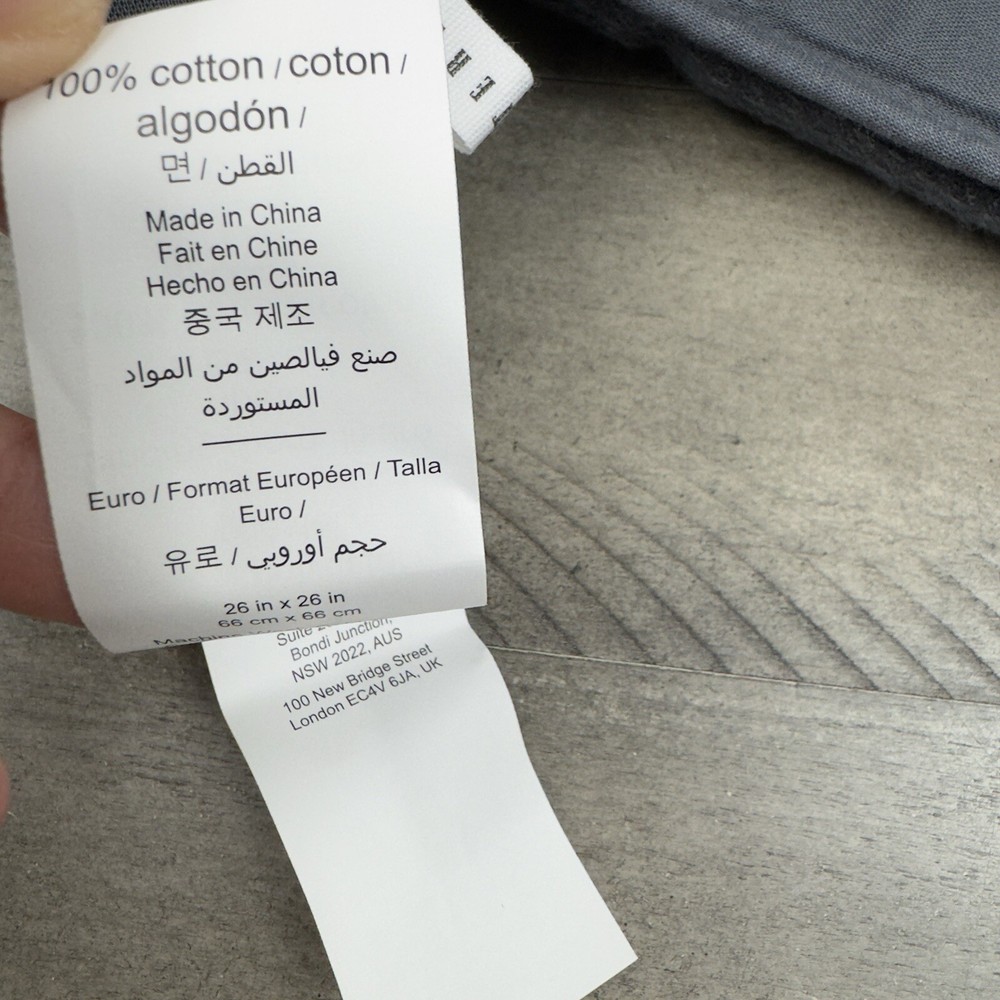 100% cotton / coton /
algodón /
면 / القطن
Made in China
Fait en Chine
Hecho en China
중국 제조
صنع فيالصين من المواد
المستوردة
Euro / Format Européen / Talla
Euro /
유로 / حجم أوروبي
26 in x 26 in
66 cm x 66 cm
Machine
Suite
Bondi Junction,
NSW 2022, AUS
100 New Bridge Street
London EC4V 6JA, UK